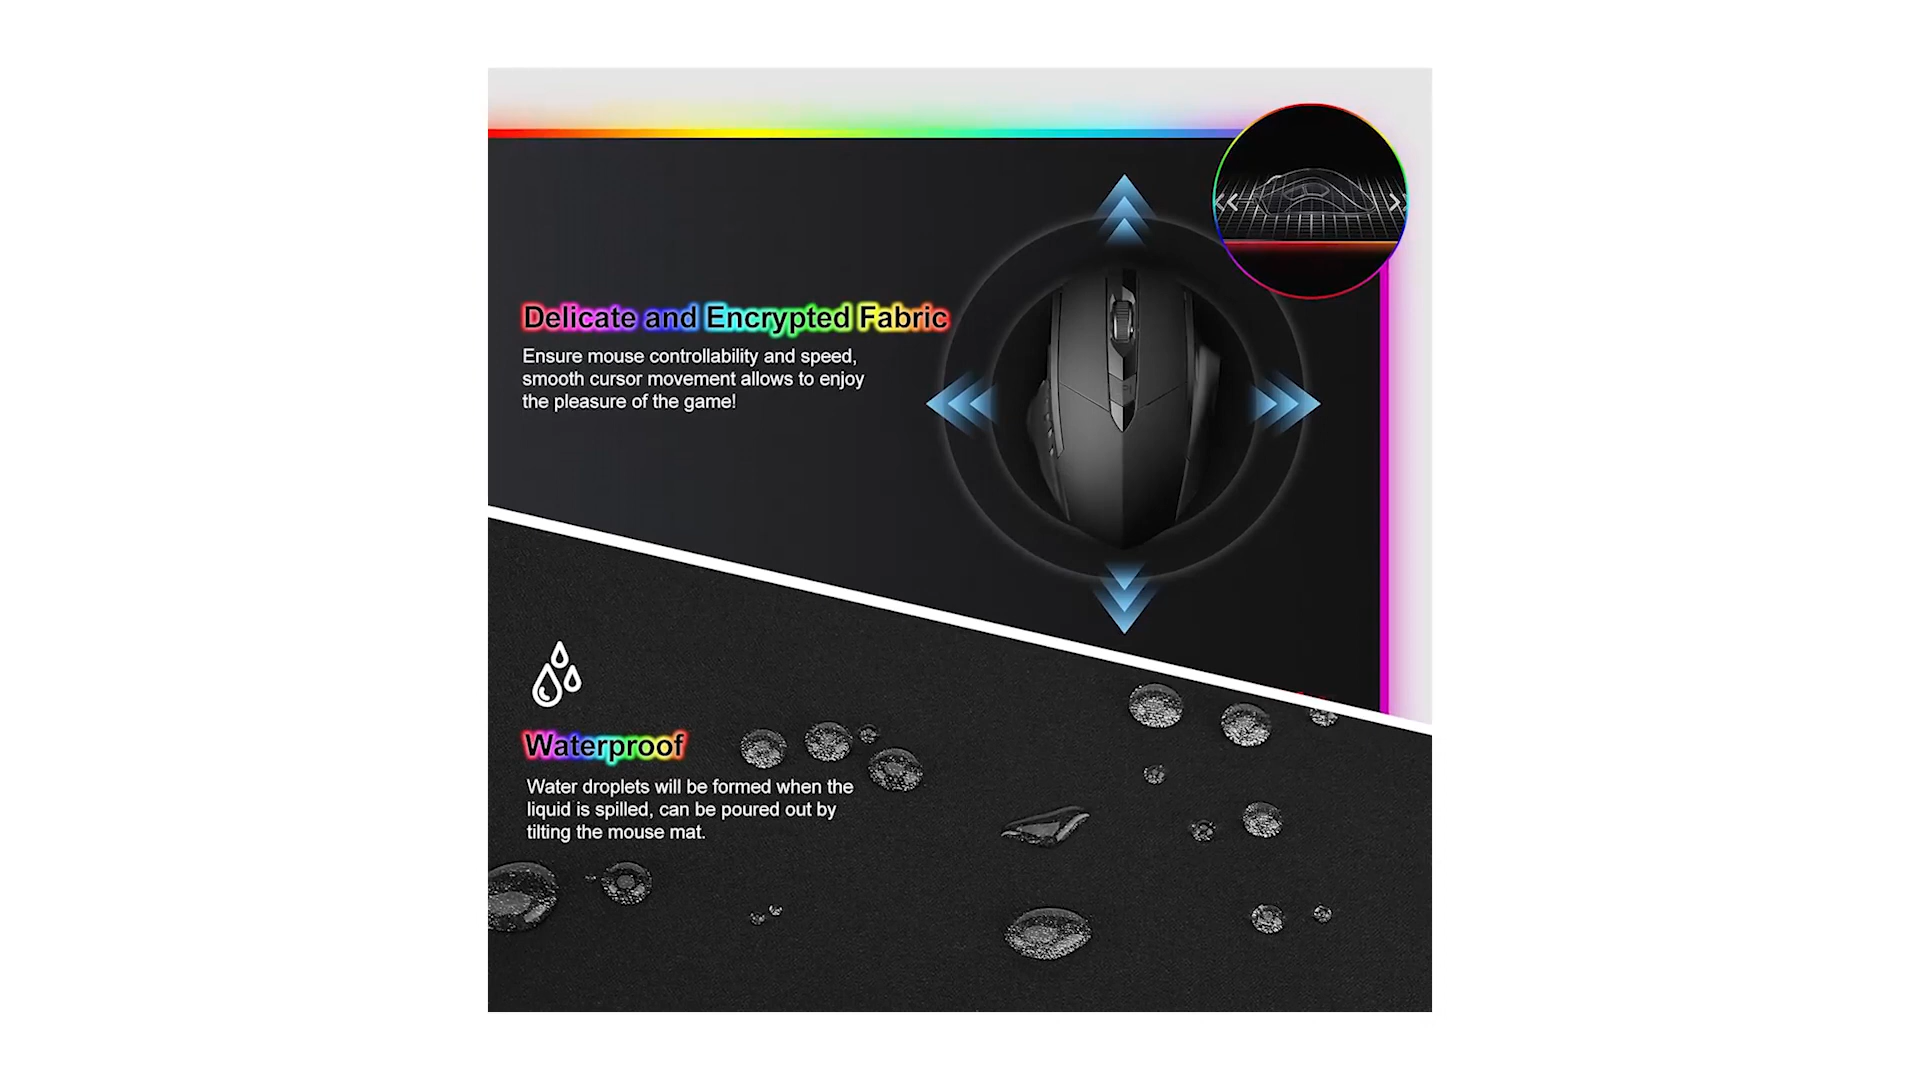 Delicate and Encrypted Fabric
Ensure mouse controllability and speed,
smooth cursor movement allows to enjoy
the pleasure of the game!
Waterproof
Water droplets will be formed when the
liquid is spilled, can be poured out by
tilting the mouse mat.